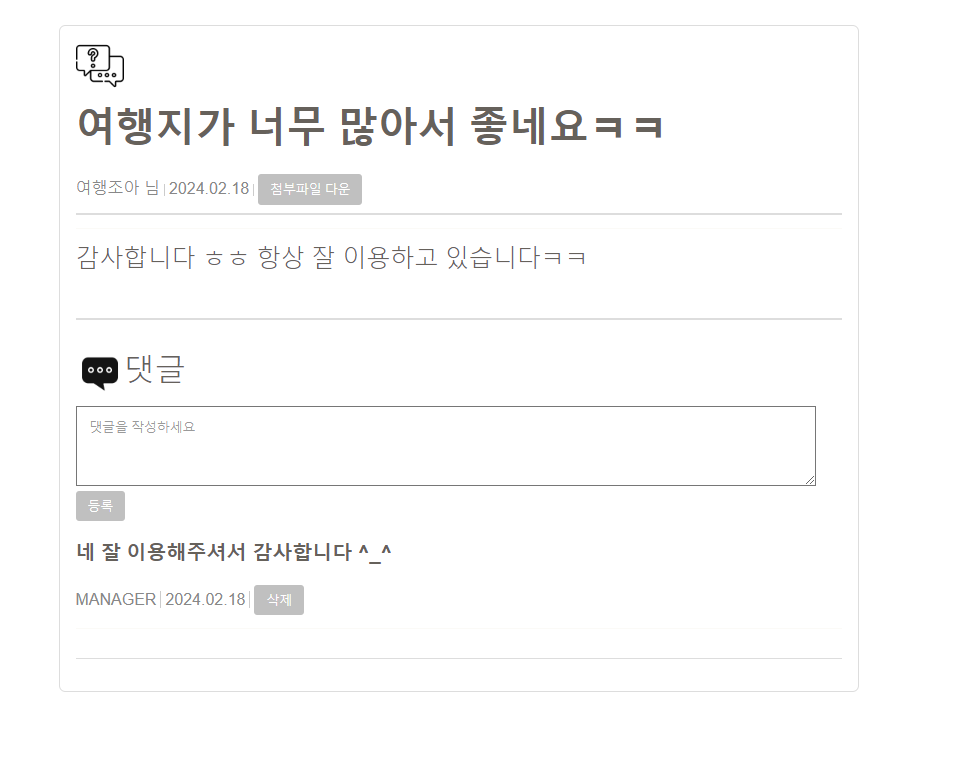 여행지가 너무 많아서 좋네요ㅋㅋ
여행조아 님 | 2024.02.18 | 첨부파일 다운
감사합니다 ㅎㅎ 항상 잘 이용하고 있습니다ㅋㅋ
댓글
댓글을 작성하세요
등록
네 잘 이용해주셔서 감사합니다 ^_^
MANAGER | 2024.02.18 | 삭제